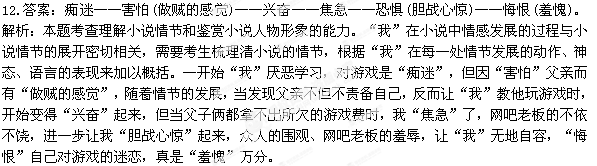 12.答案：痴迷——害怕(做贼的感觉)——兴奋——焦急——恐惧(胆战心惊)——悔恨(羞愧)。
解析：本题考查理解小说情节和鉴赏小说人物形象的能力。“我”在小说中情感发展的过程与小
说情节的展开密切相关，需要考生梳理清小说的情节，根据“我”在每一处情节发展的动作、神
态、语言的表现来加以概括。一开始“我”厌恶学习，对游戏是“痴迷”，但因“害怕”父亲而
有“做贼的感觉”，随着情节的发展，当发现父亲不但不责备自己，反而让“我”教他玩游戏时，
开始变得“兴奋”起来，但当父子俩都拿不出所欠的游戏费时，我“焦急”了，网吧老板的不依
不饶，进一步让我“胆战心惊”起来，众人的围观、网吧老板的羞辱，让“我”无地自容，“悔
恨”自己对游戏的迷恋，真是“羞愧”万分。